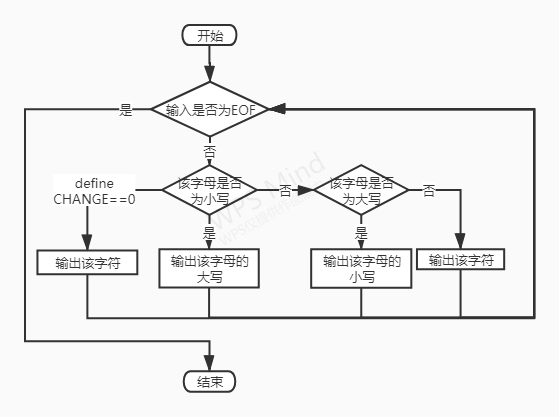 开始
输入是否为EOF
是
否
define
CHANGE==0
该字母是否
为小写
否
该字母是否
为大写
否
是
是
输出该字符
输出该字母的
大写
输出该字母的
小写
输出该字符
结束
WPS Mind